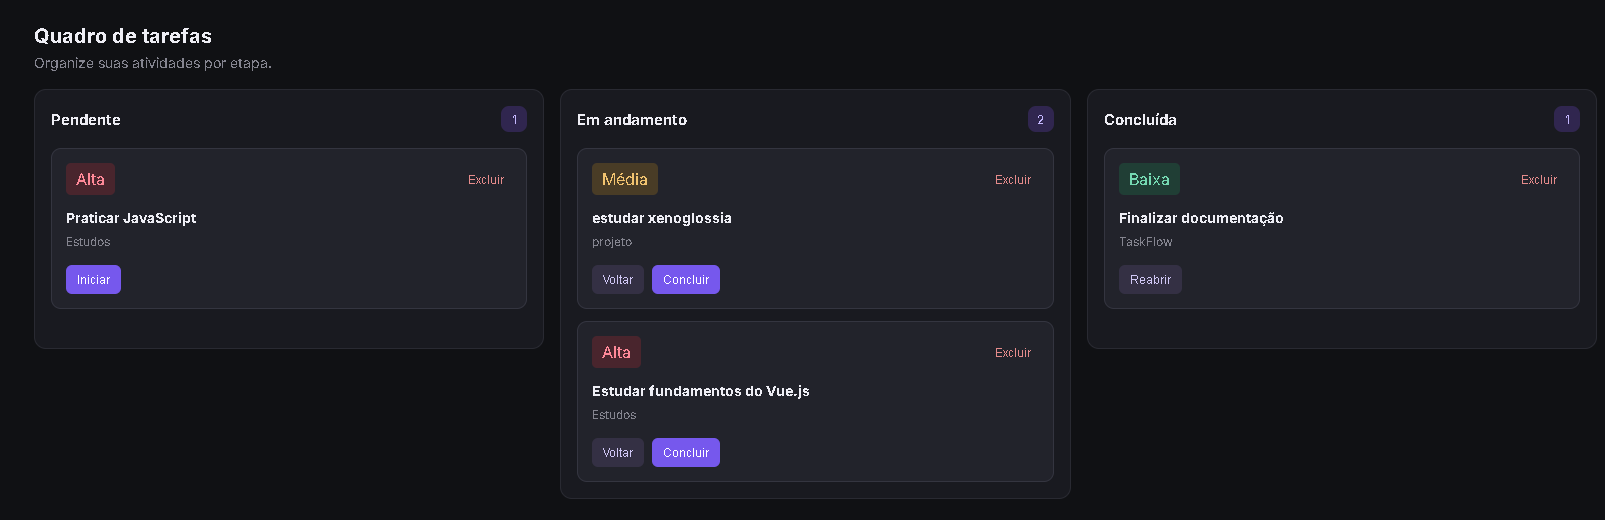 Quadro de tarefas
Organize suas atividades por etapa.
Pendente
1
Alta
Excluir
Praticar JavaScript
Estudos
Iniciar
Em andamento
2
Média
Excluir
estudar xenoglossia
projeto
Voltar
Concluir
Alta
Excluir
Estudar fundamentos do Vue.js
Estudos
Voltar
Concluir
Concluída
1
Baixa
Excluir
Finalizar documentação
TaskFlow
Reabrir